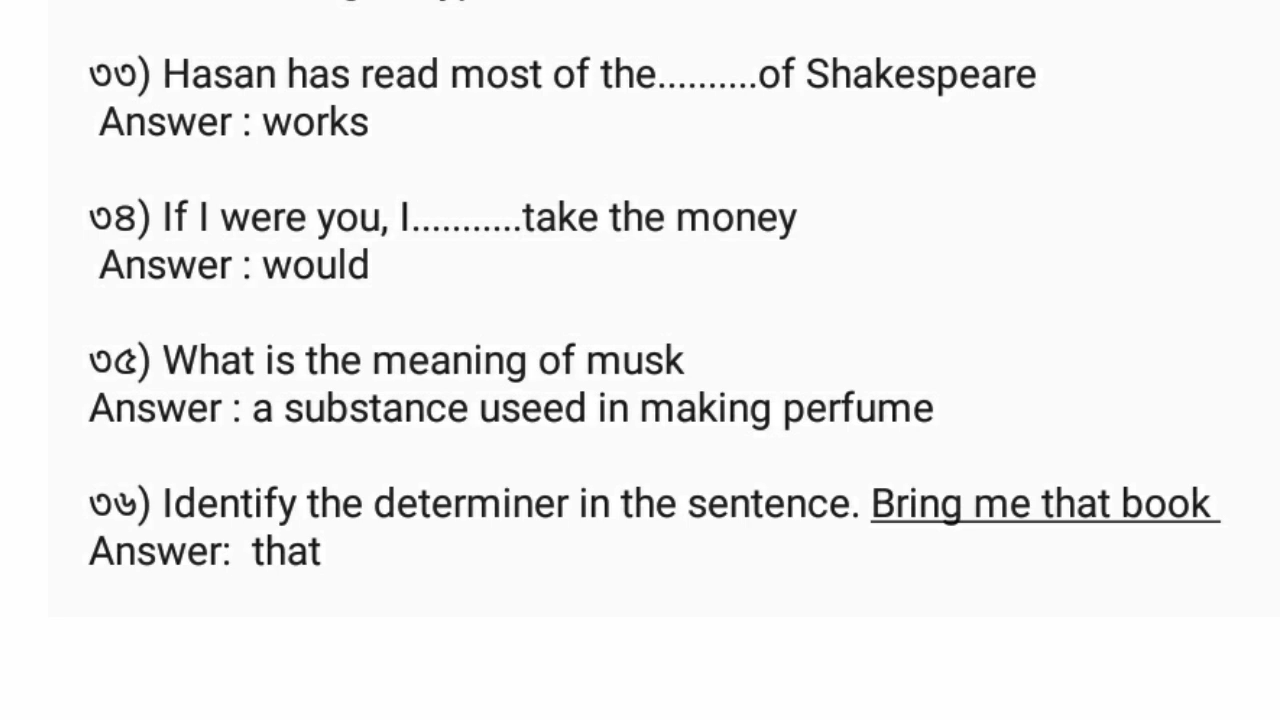 ৩৩) Hasan has read most of the..........of Shakespeare
Answer : works
৩৪) If I were you, I...........take the money
Answer : would
৩৫) What is the meaning of musk
Answer : a substance useed in making perfume
৩৬) Identify the determiner in the sentence. Bring me that book
Answer: that